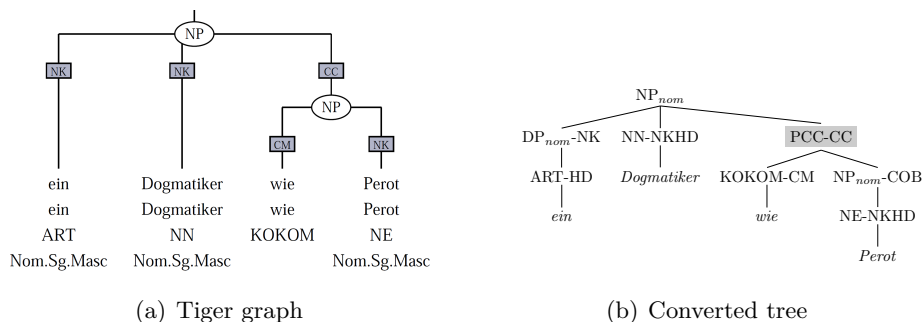 NP
NK NK CC
NP
CM NK
ein Dogmatiker wie Perot
ein Dogmatiker wie Perot
ART NN KOKOM NE
Nom.Sg.Masc Nom.Sg.Masc Nom.Sg.Masc
(a) Tiger graph
NPnom
DPnom-NK NN-NKHD PCC-CC
ART-HD Dogmatiker KOKOM-CM NPnom-COB
ein wie NE-NKHD
Perot
(b) Converted tree